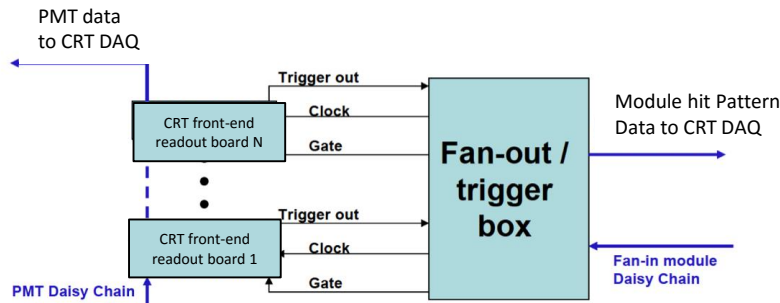 PMT data
to CRT DAQ
Trigger out
Clock
Gate
CRT front-end
readout board N
Fan-out /
trigger
box
Module hit Pattern
Data to CRT DAQ
Trigger out
Clock
Gate
CRT front-end
readout board 1
PMT Daisy Chain
Fan-in module
Daisy Chain